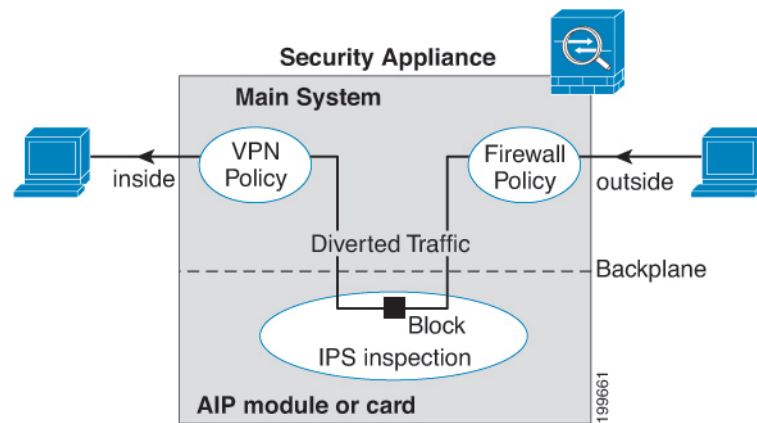 Security Appliance
Main System
VPN
Policy
Firewall
Policy
inside
outside
Diverted Traffic
Backplane
Block
IPS inspection
AIP module or card
199661